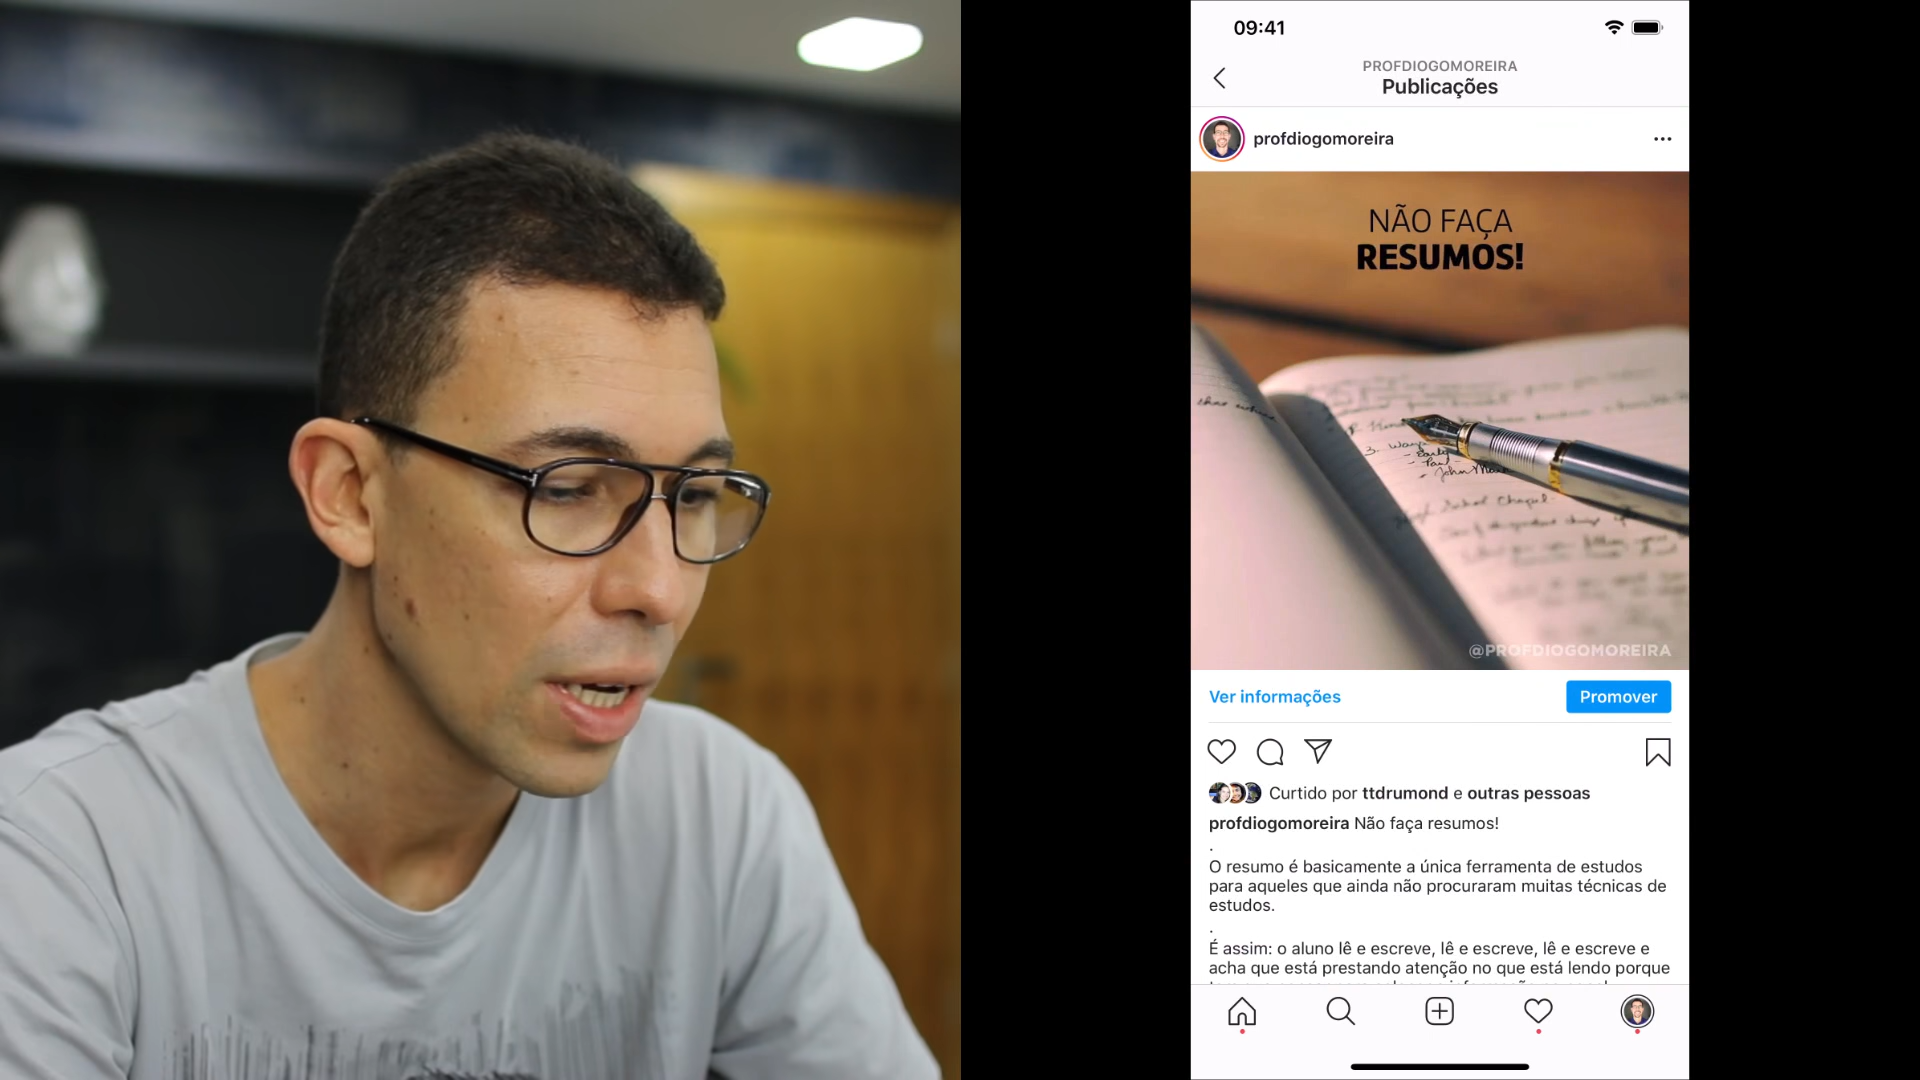 09:41
PROFDIOGOMOREIRA
Publicações
profdiogomoreira
NÃO FAÇA
RESUMOS!
@PROFDIOGOMOREIRA
Ver informações
Promover
Curtido por ttdrumond e outras pessoas
profdiogomoreira Não faça resumos!
.
O resumo é basicamente a única ferramenta de estudos
para aqueles que ainda não procuraram muitas técnicas de
estudos.
.
É assim: o aluno lê e escreve, lê e escreve, lê e escreve e
acha que está prestando atenção no que está lendo porque